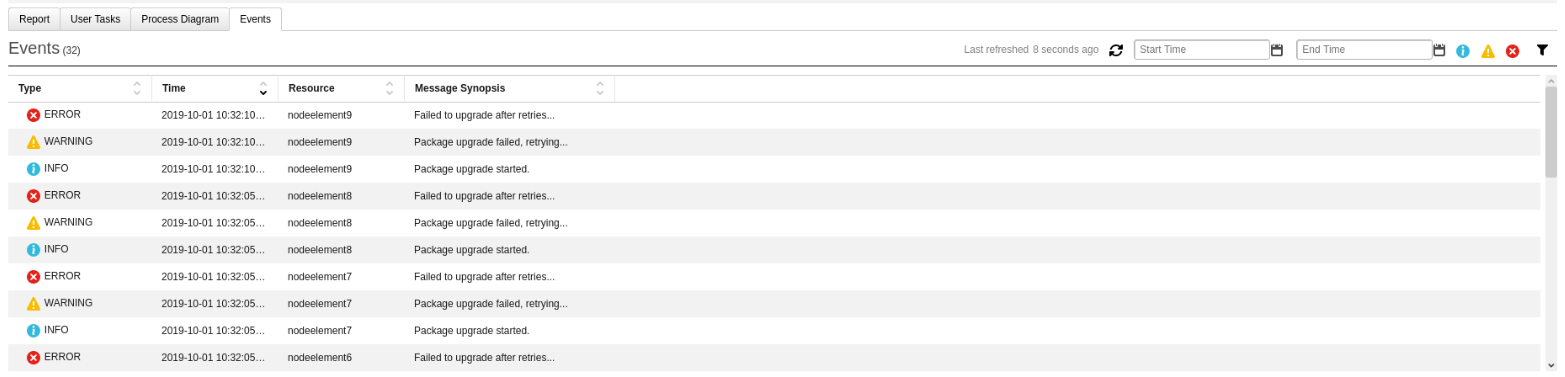 Report User Tasks Process Diagram Events
Events (32) Last refreshed 8 seconds ago Start Time End Time
Type Time Resource Message Synopsis
ERROR 2019-10-01 10:32:10... nodeelement9 Failed to upgrade after retries...
WARNING 2019-10-01 10:32:10... nodeelement9 Package upgrade failed, retrying...
INFO 2019-10-01 10:32:10... nodeelement9 Package upgrade started.
ERROR 2019-10-01 10:32:05... nodeelement8 Failed to upgrade after retries...
WARNING 2019-10-01 10:32:05... nodeelement8 Package upgrade failed, retrying...
INFO 2019-10-01 10:32:05... nodeelement8 Package upgrade started.
ERROR 2019-10-01 10:32:05... nodeelement7 Failed to upgrade after retries...
WARNING 2019-10-01 10:32:05... nodeelement7 Package upgrade failed, retrying...
INFO 2019-10-01 10:32:05... nodeelement7 Package upgrade started.
ERROR 2019-10-01 10:32:05... nodeelement6 Failed to upgrade after retries...